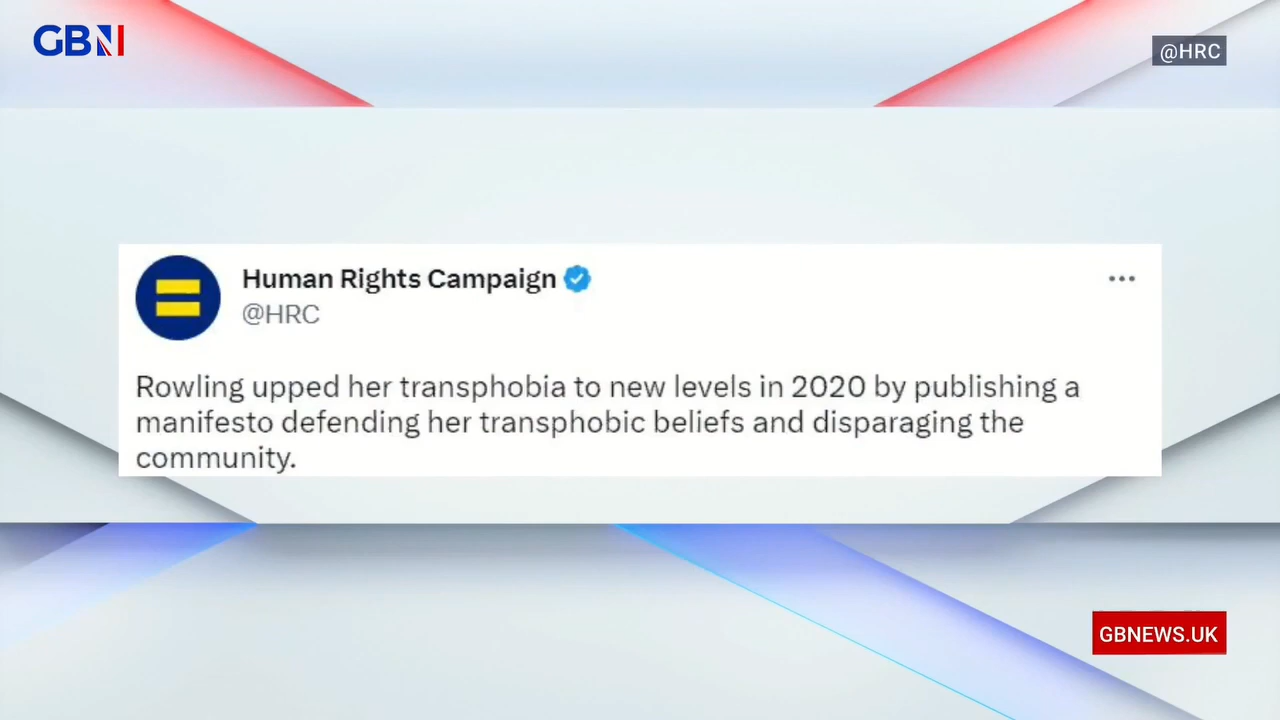 GBN
@HRC
Human Rights Campaign
@HRC
Rowling upped her transphobia to new levels in 2020 by publishing a
manifesto defending her transphobic beliefs and disparaging the
community.
GBNEWS.UK